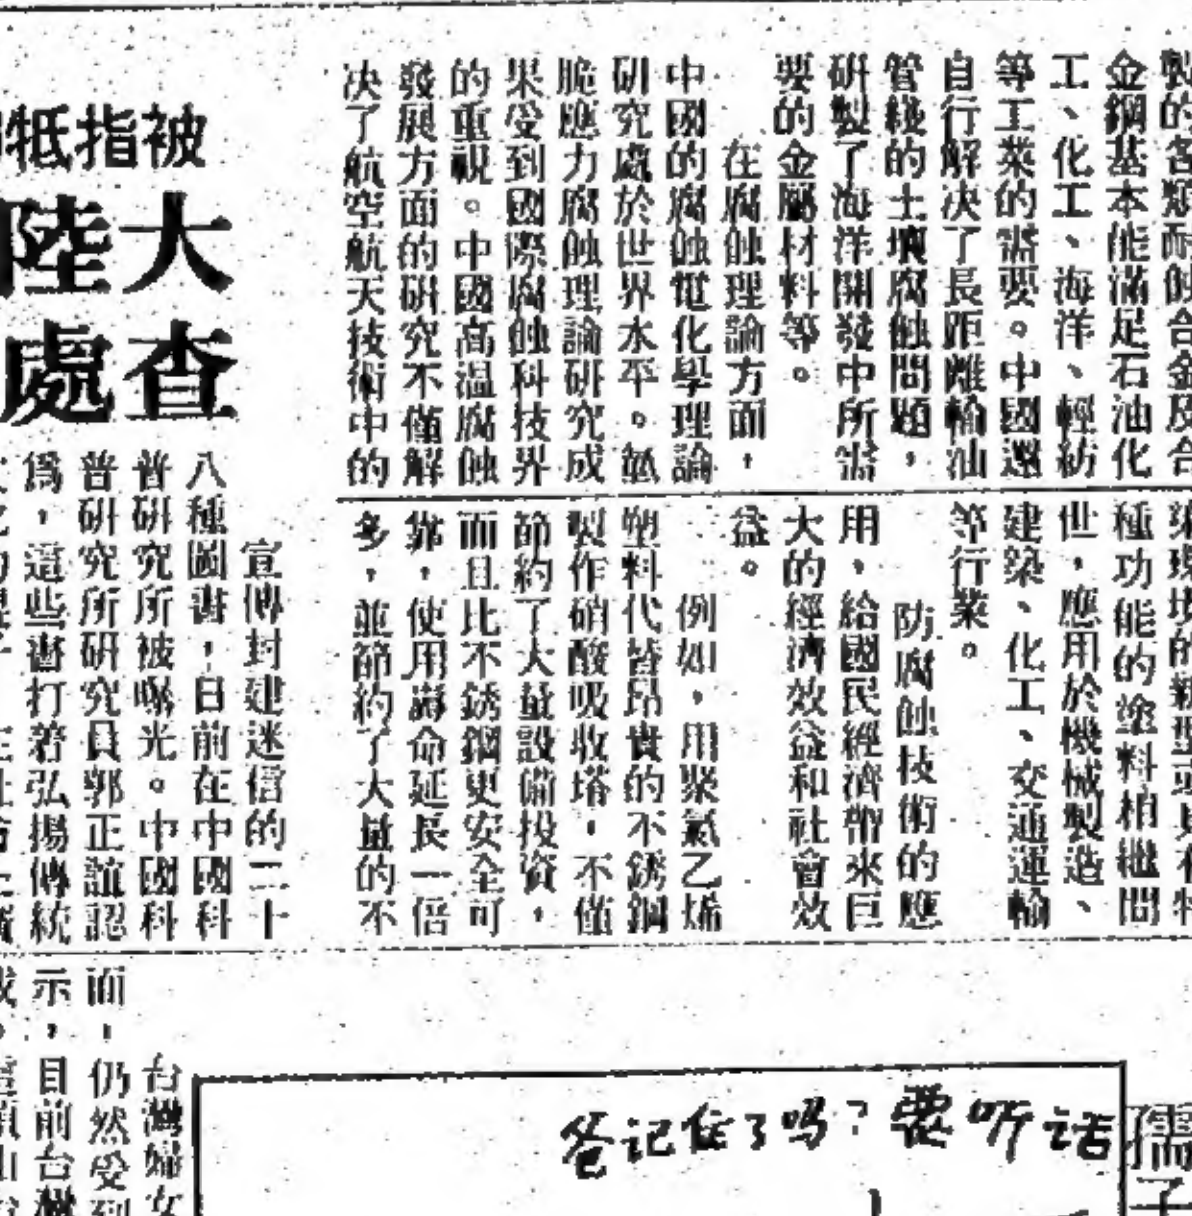 製的各類耐蝕合金及合
金鋼基本能滿足石油化
工、化工、海洋、輕紡
等工業的需要。中國還
自行解决了長距離輸油
管綫的土壤腐蝕問題，
研製了海洋開發中所需
要的金屬材料等。
在腐蝕理論方面，
中國的腐蝕電化學理論
研究處於世界水平。氫
脆應力腐蝕理論研究成
果受到國際腐蝕科技界
的重視。中國高溫腐蝕
發展方面的研究不僅解
决了航空航天技術中的
種功能的塗料相繼問
世，應用於機械製造、
建築、化工、交通運輸
等行業。
防腐蝕技術的應
用，給國民經濟帶來巨
大的經濟效益和社會效
益。
例如，用聚氯乙烯
塑料代替昂貴的不銹鋼
製作硝酸吸收塔，不僅
節約了大量設備投資，
而且比不銹鋼更安全可
靠，使用壽命延長一倍
多，並節約了大量的不
被指抵
大陸
查處
宣傳封建迷信的二十
八種圖書，日前在中國科
普研究所被曝光。中國科
普研究所研究員郭正誼認
爲，這些書打着弘揚傳統
台灣婦女
面，仍然受到
示，目前台灣
孺子
爸记住了吗？要听话